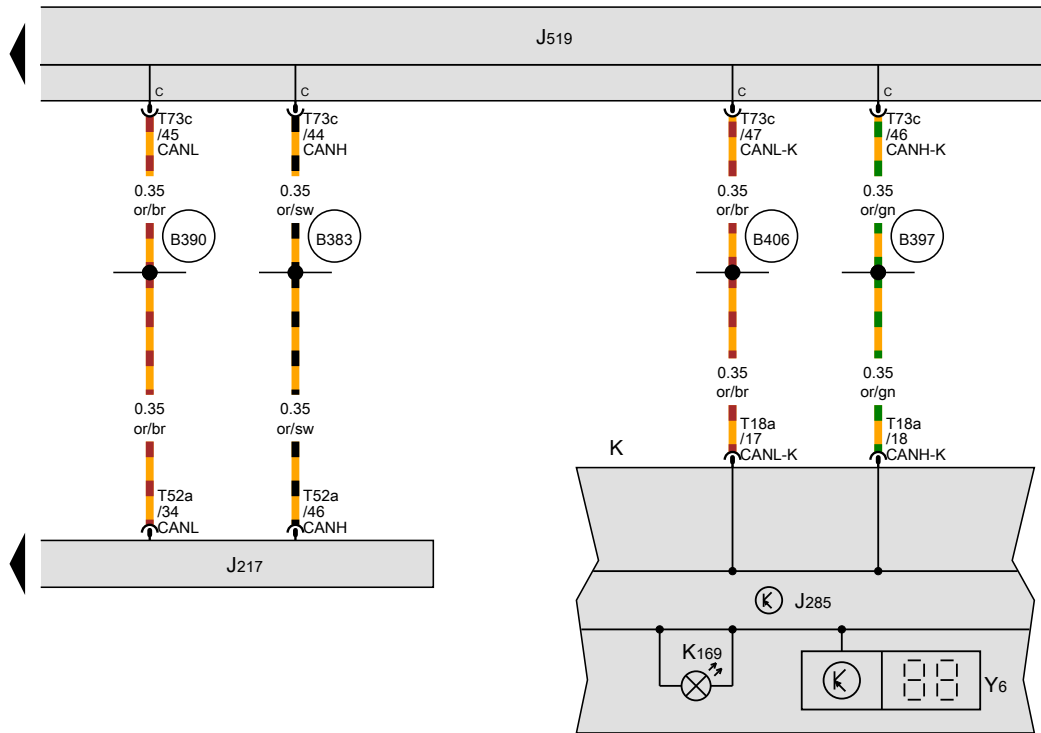 J519
C
C
C
C
T73c
/45
CANL
T73c
/44
CANH
T73c
/47
CANL-K
T73c
/46
CANH-K
0.35
or/br
0.35
or/sw
0.35
or/br
0.35
or/gn
B390
B383
B406
B397
0.35
or/br
0.35
or/sw
0.35
or/br
0.35
or/gn
T18a
/17
CANL-K
T18a
/18
CANH-K
K
T52a
/34
CANL
T52a
/46
CANH
J217
J285
K169
Y6